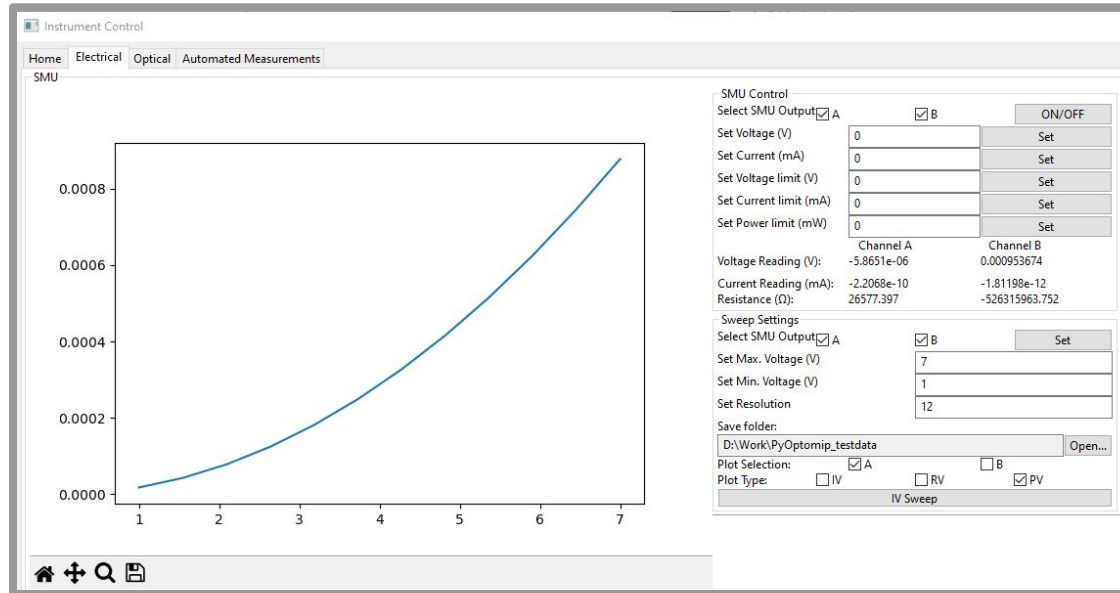 Instrument Control
Home Electrical Optical Automated Measurements
SMU
0.0008
0.0006
0.0004
0.0002
0.0000
1 2 3 4 5 6 7
SMU Control
Select SMU Output A B ON/OFF
Set Voltage (V) 0 Set
Set Current (mA) 0 Set
Set Voltage limit (V) 0 Set
Set Current limit (mA) 0 Set
Set Power limit (mW) 0 Set
Channel A Channel B
Voltage Reading (V): -5.8651e-06 0.000953674
Current Reading (mA): -2.2068e-10 -1.81198e-12
Resistance (Ω): 26577.397 -526315963.752
Sweep Settings
Select SMU Output A B Set
Set Max. Voltage (V) 7
Set Min. Voltage (V) 1
Set Resolution 12
Save folder:
D:\Work\PyOptomip_testdata Open...
Plot Selection: A B
Plot Type: IV RV PV
IV Sweep